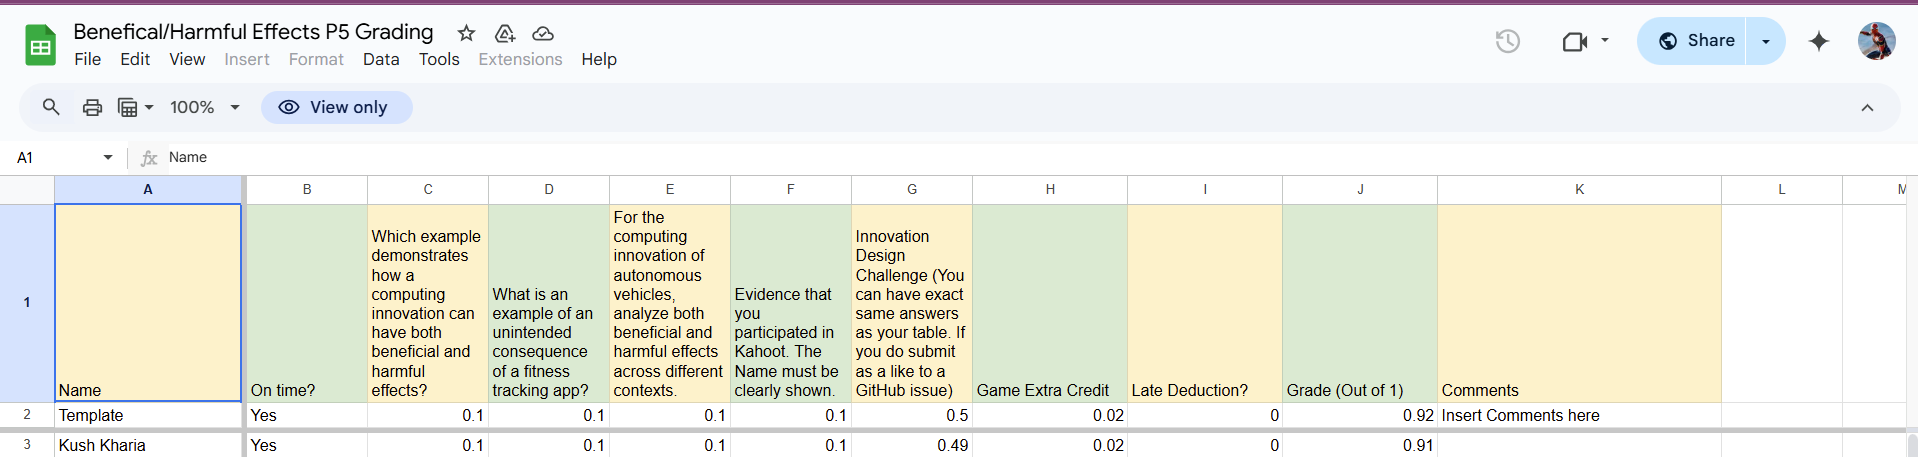 Benefical/Harmful Effects P5 Grading
File Edit View Insert Format Data Tools Extensions Help
Share
100% View only
A1 fx Name
A B C D E F G H I J K L M
1
Name
On time?
Which example
demonstrates
how a
computing
innovation can
have both
beneficial and
harmful
effects?
What is an
example of an
unintended
consequence
of a fitness
tracking app?
For the
computing
innovation of
autonomous
vehicles,
analyze both
beneficial and
harmful effects
across different
contexts.
Evidence that
you
participated in
Kahoot. The
Name must be
clearly shown.
Innovation
Design
Challenge (You
can have exact
same answers
as your table. If
you do submit
as a like to a
GitHub issue)
Game Extra Credit
Late Deduction?
Grade (Out of 1)
Comments
2 Template Yes 0.1 0.1 0.1 0.1 0.5 0.02 0 0.92 Insert Comments here
3 Kush Kharia Yes 0.1 0.1 0.1 0.1 0.49 0.02 0 0.91